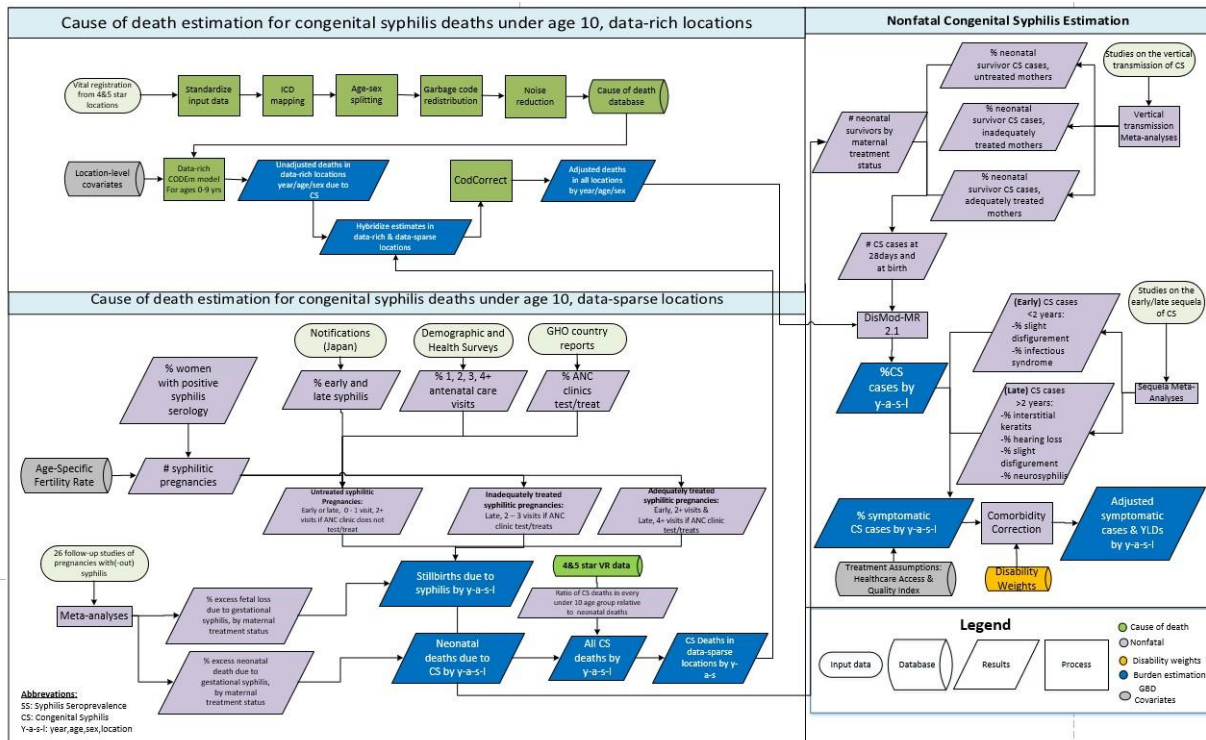 Cause of death estimation for congenital syphilis deaths under age 10, data-rich locations
Vital registration
from 4&5 star
locations
Standardize
input data
ICD
mapping
Age-sex
splitting
Garbage code
redistribution
Noise
reduction
Cause of death
database
Location-level
covariates
Data-rich
CODEm model
For ages 0-9 yrs
Unadjusted deaths in
data-rich locations
year/age/sex due to
CS
Hybridize estimates in
data-rich & data-sparse
locations
CodCorrect
Adjusted deaths
in all locations
by year/age/sex
Cause of death estimation for congenital syphilis deaths under age 10, data-sparse locations
Notifications
(Japan)
Demographic and
Health Surveys
GHO country
reports
% women
with positive
syphilis
serology
% early and
late syphilis
% 1, 2, 3, 4+
antenatal care
visits
% ANC
clinics
test/treat
Age-Specific
Fertility Rate
# syphilitic
pregnancies
Untreated syphilitic
Pregnancies:
Early or late, 0 - 1 visit, 2+
visits if ANC clinic does not
test/treat
Inadequately treated
syphilitic pregnancies:
Late, 2 – 3 visits if ANC
clinic test/treats
Adequately treated
syphilitic pregnancies:
Early, 2+ visits &
Late, 4+ visits if ANC clinic
test/treats
26 follow-up studies of
pregnancies with(-out)
syphilis
Meta-analyses
% excess fetal loss
due to gestational
syphilis, by maternal
treatment status
% excess neonatal
death due to
gestational syphilis,
by maternal
treatment status
Stillbirths due to
syphilis by y-a-s-l
Neonatal
deaths due to
CS by y-a-s-l
4&5 star VR data
Ratio of CS deaths in every
under 10 age group relative
to neonatal deaths
All CS
deaths by
y-a-s-l
CS Deaths in
data-sparse
locations by y-
a-s
Abbrevations:
SS: Syphilis Seroprevalence
CS: Congenital Syphilis
Y-a-s-l: year,age,sex,location
Nonfatal Congenital Syphilis Estimation
% neonatal
survivor CS cases,
untreated mothers
Studies on the
vertical
transmission of CS
# neonatal
survivors by
maternal
treatment
status
% neonatal
survivor CS cases,
inadequately
treated mothers
Vertical
transmission
Meta-analyses
% neonatal
survivor CS cases,
adequately treated
mothers
# CS cases at
28days and
at birth
DisMod-MR
2.1
%CS
cases by
y-a-s-l
(Early) CS cases
<2 years:
-% slight
disfigurement
-% infectious
syndrome
Studies on the
early/late sequela
of CS
(Late) CS cases
>2 years:
-% interstitial
keratits
-% hearing loss
-% slight
disfigurement
-% neurosyphilis
Sequela Meta-
Analyses
% symptomatic
CS cases by y-a-s-l
Comorbidity
Correction
Adjusted
symptomatic
cases & YLDs
by y-a-s-l
Treatment Assumptions:
Healthcare Access &
Quality Index
Disability
Weights
Legend
Input data
Database
Results
Process
Cause of death
Nonfatal
Disability weights
Burden estimation
GBD
Covariates